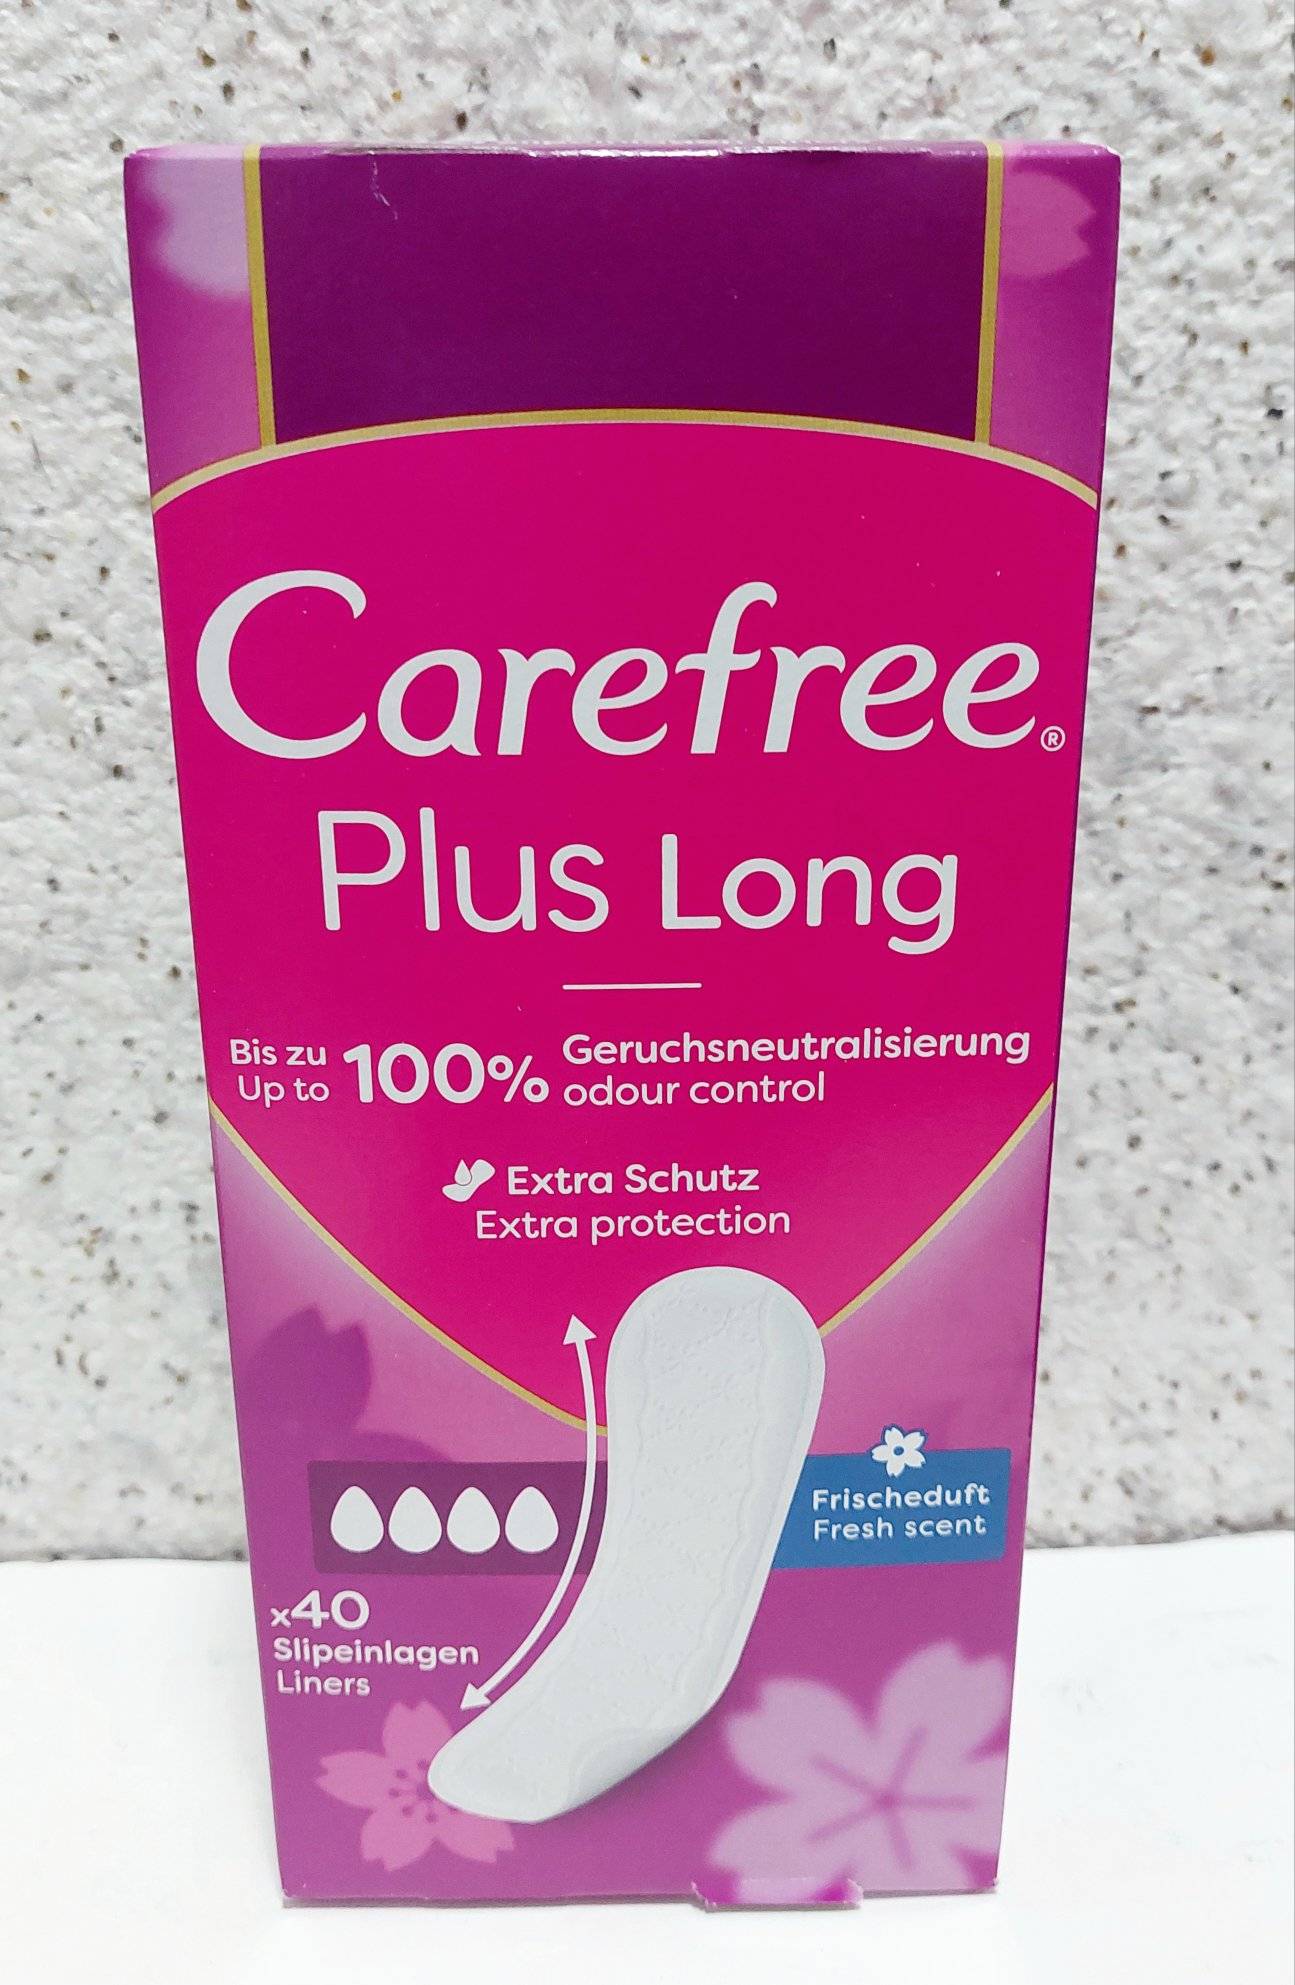 Carefree®
Plus Long
Bis zu 100% Geruchsneutralisierung
Up to odour control
Extra Schutz
Extra protection
Frischeduft
Fresh scent
x40
Slipeinlagen
Liners